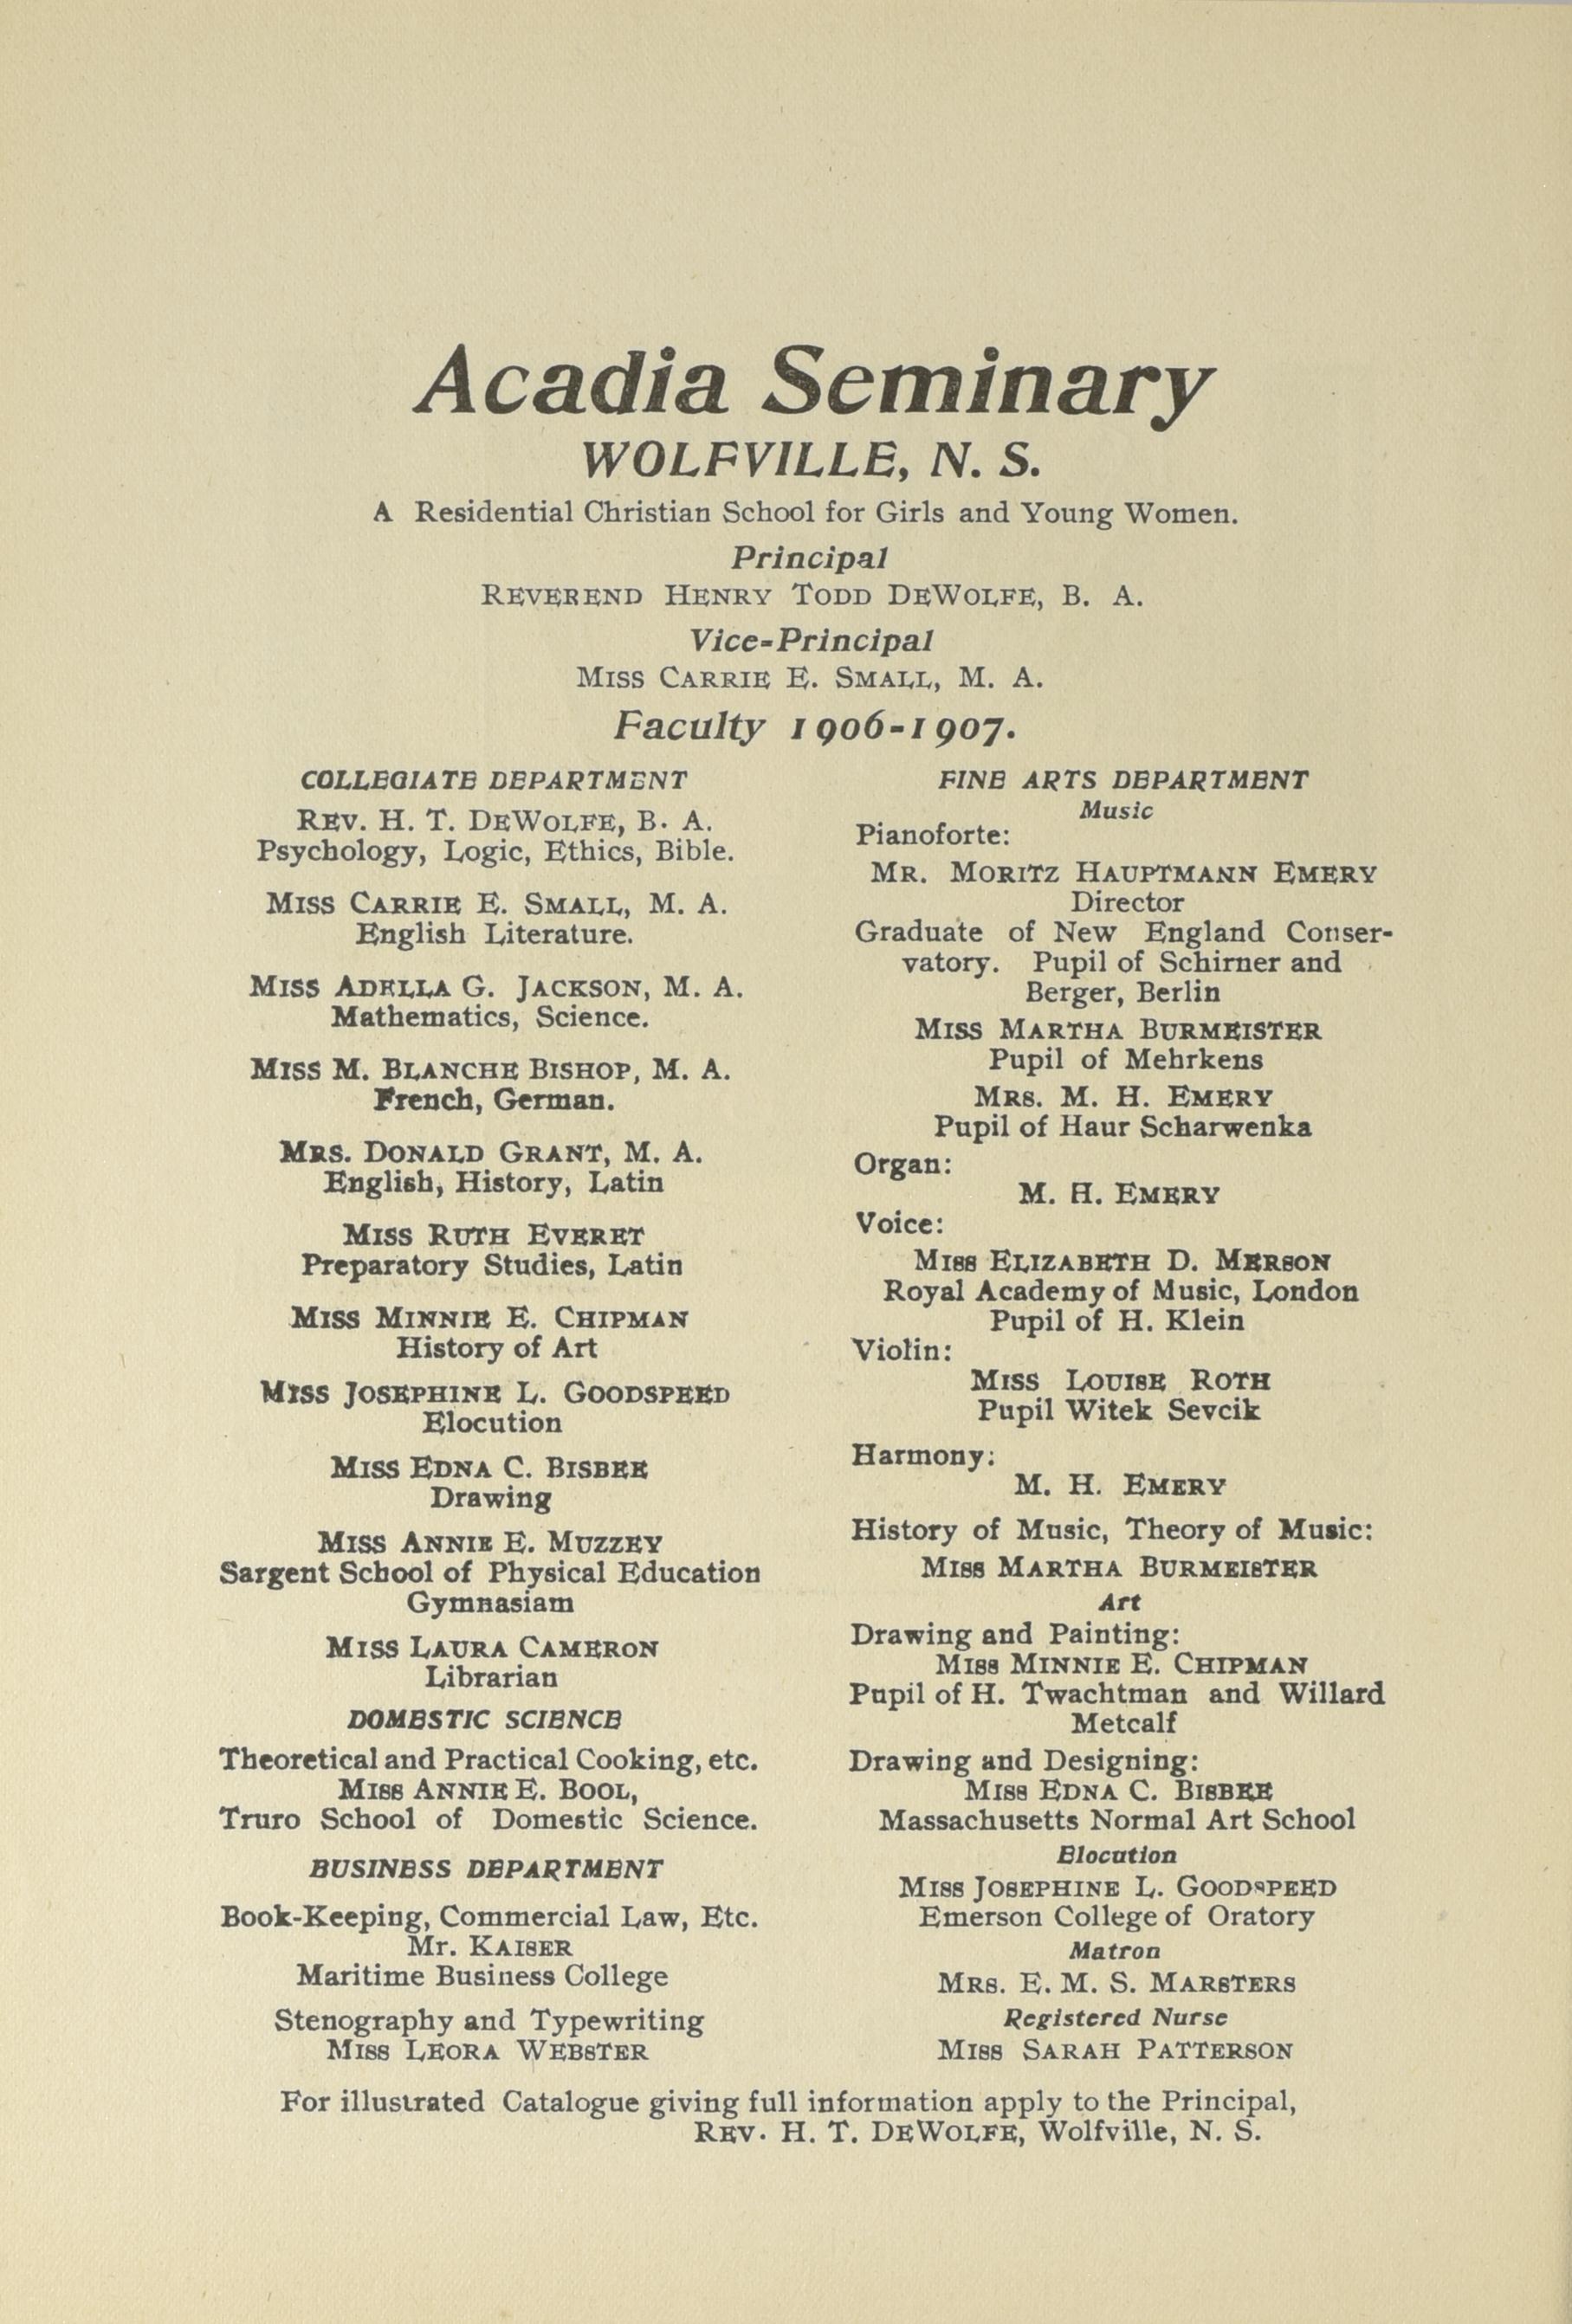 Acadia Seminary
WOLFVILLE, N. S.
A Residential Christian School for Girls and Young Women.
Principal
REVEREND HENRY TODD DEWOLFE, B. A.
Vice-Principal
MISS CARRIE E. SMALL, M. A.
Faculty 1906-1907.
COLLEGIATE DEPARTMENT
REV. H. T. DEWOLFE, B. A.
Psychology, Logic, Ethics, Bible.
MISS CARRIE E. SMALL, M. A.
English Literature.
MISS ADELLA G. JACKSON, M. A.
Mathematics, Science.
MISS M. BLANCHE BISHOP, M. A.
French, German.
MRS. DONALD GRANT, M. A.
English, History, Latin
MISS RUTH EVERET
Preparatory Studies, Latin
MISS MINNIE E. CHIPMAN
History of Art
MISS JOSEPHINE L. GOODSPEED
Elocution
MISS EDNA C. BISBEE
Drawing
MISS ANNIE E. MUZZEY
Sargent School of Physical Education
Gymnasiam
MISS LAURA CAMERON
Librarian
DOMESTIC SCIENCE
Theoretical and Practical Cooking, etc.
MISS ANNIE E. BOOL,
Truro School of Domestic Science.
BUSINESS DEPARTMENT
Book-Keeping, Commercial Law, Etc.
Mr. KAISER
Maritime Business College
Stenography and Typewriting
MISS LEORA WEBSTER
FINE ARTS DEPARTMENT
Music
Pianoforte:
MR. MORITZ HAUPTMANN EMERY
Director
Graduate of New England Conser-
vatory. Pupil of Schirner and
Berger, Berlin
MISS MARTHA BURMEISTER
Pupil of Mehrkens
MRS. M. H. EMERY
Pupil of Haur Scharwenka
Organ:
M. H. EMERY
Voice:
MISS ELIZABETH D. MERSON
Royal Academy of Music, London
Pupil of H. Klein
Violin:
MISS LOUISE ROTH
Pupil Witek Sevcik
Harmony:
M. H. EMERY
History of Music, Theory of Music:
MISS MARTHA BURMEISTER
Art
Drawing and Painting:
MISS MINNIE E. CHIPMAN
Pupil of H. Twachtman and Willard
Metcalf
Drawing and Designing:
MISS EDNA C. BISBEE
Massachusetts Normal Art School
Elocution
MISS JOSEPHINE L. GOODSPEED
Emerson College of Oratory
Matron
MRS. E. M. S. MARSTERS
Registered Nurse
MISS SARAH PATTERSON
For illustrated Catalogue giving full information apply to the Principal,
REV. H. T. DEWOLFE, Wolfville, N. S.